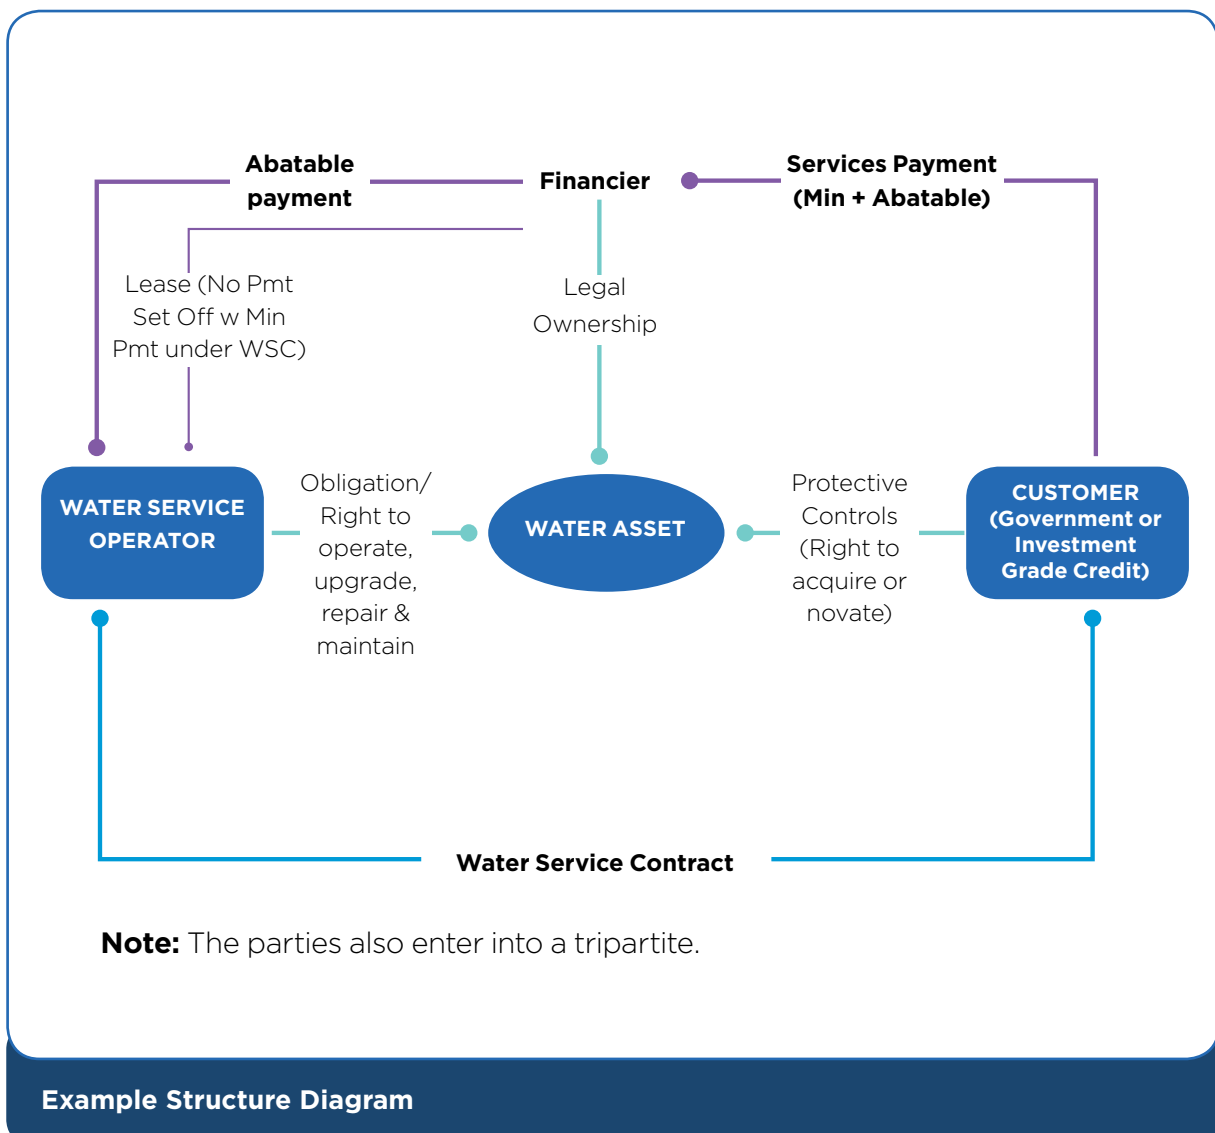 Abatable
payment
Financier
Services Payment
(Min + Abatable)
Lease (No Pmt
Set Off w Min
Pmt under WSC)
Legal
Ownership
WATER SERVICE
OPERATOR
Obligation/
Right to
operate,
upgrade,
repair &
maintain
WATER ASSET
Protective
Controls
(Right to
acquire or
novate)
CUSTOMER
(Government or
Investment
Grade Credit)
Water Service Contract
Note: The parties also enter into a tripartite.
Example Structure Diagram